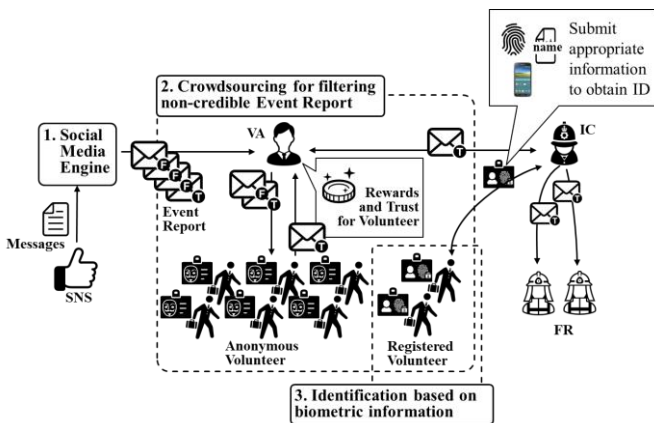 Submit
appropriate
information
to obtain ID
name
2. Crowdsourcing for filtering
non-credible Event Report
VA
IC
1. Social
Media
Engine
T
F
F
F
T
F
T
Rewards
and Trust
for Volunteer
Event
Report
T
T
T
Messages
SNS
FR
Anonymous
Volunteer
Registered
Volunteer
3. Identification based on
biometric information